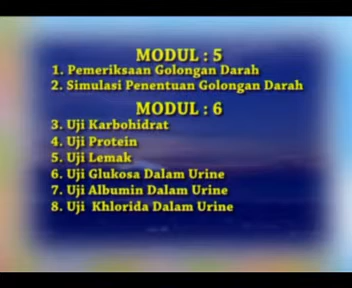 MODUL : 5
1. Pemeriksaan Golongan Darah
2. Simulasi Penentuan Golongan Darah
MODUL : 6
3. Uji Karbohidrat
4. Uji Protein
5. Uji Lemak
6. Uji Glukosa Dalam Urine
7. Uji Albumin Dalam Urine
8. Uji Khlorida Dalam Urine